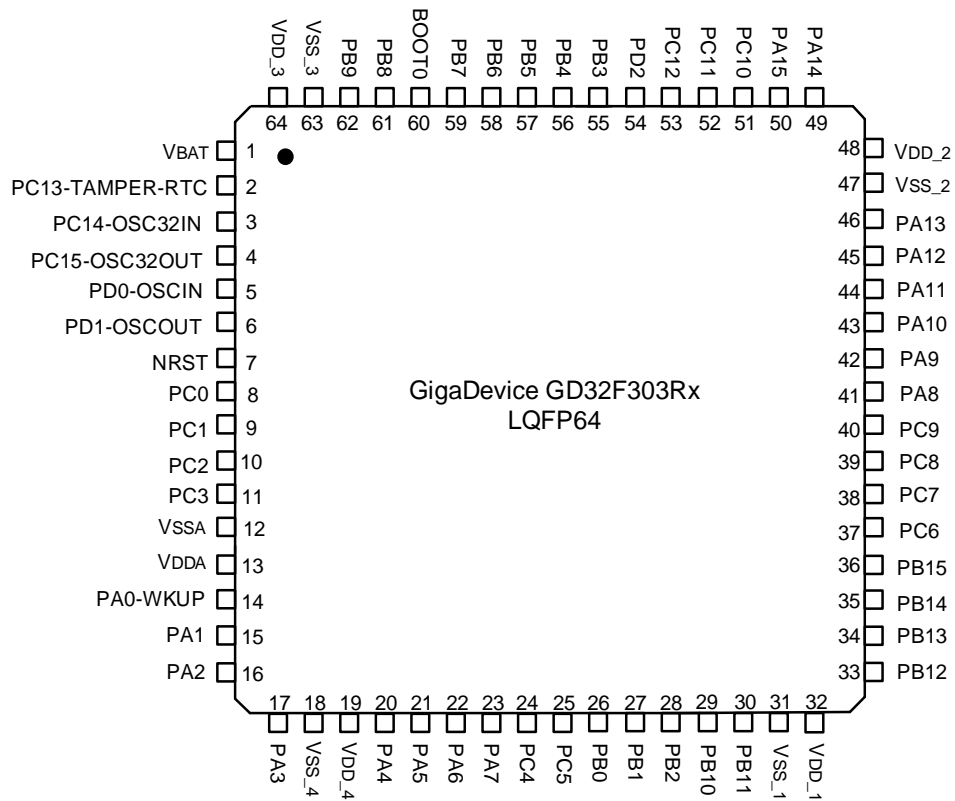 VDD_3
VSS_3
PB9
PB8
BOOT0
PB7
PB6
PB5
PB4
PB3
PD2
PC12
PC11
PC10
PA15
PA14
64 63 62 61 60 59 58 57 56 55 54 53 52 51 50 49
VBAT 1
PC13-TAMPER-RTC 2
PC14-OSC32IN 3
PC15-OSC32OUT 4
PD0-OSCIN 5
PD1-OSCOUT 6
NRST 7
PC0 8
PC1 9
PC2 10
PC3 11
VSSA 12
VDDA 13
PA0-WKUP 14
PA1 15
PA2 16
GigaDevice GD32F303Rx
LQFP64
48 VDD_2
47 VSS_2
46 PA13
45 PA12
44 PA11
43 PA10
42 PA9
41 PA8
40 PC9
39 PC8
38 PC7
37 PC6
36 PB15
35 PB14
34 PB13
33 PB12
17 18 19 20 21 22 23 24 25 26 27 28 29 30 31 32
PA3
VSS_4
VDD_4
PA4
PA5
PA6
PA7
PC4
PC5
PB0
PB1
PB2
PB10
PB11
VSS_1
VDD_1